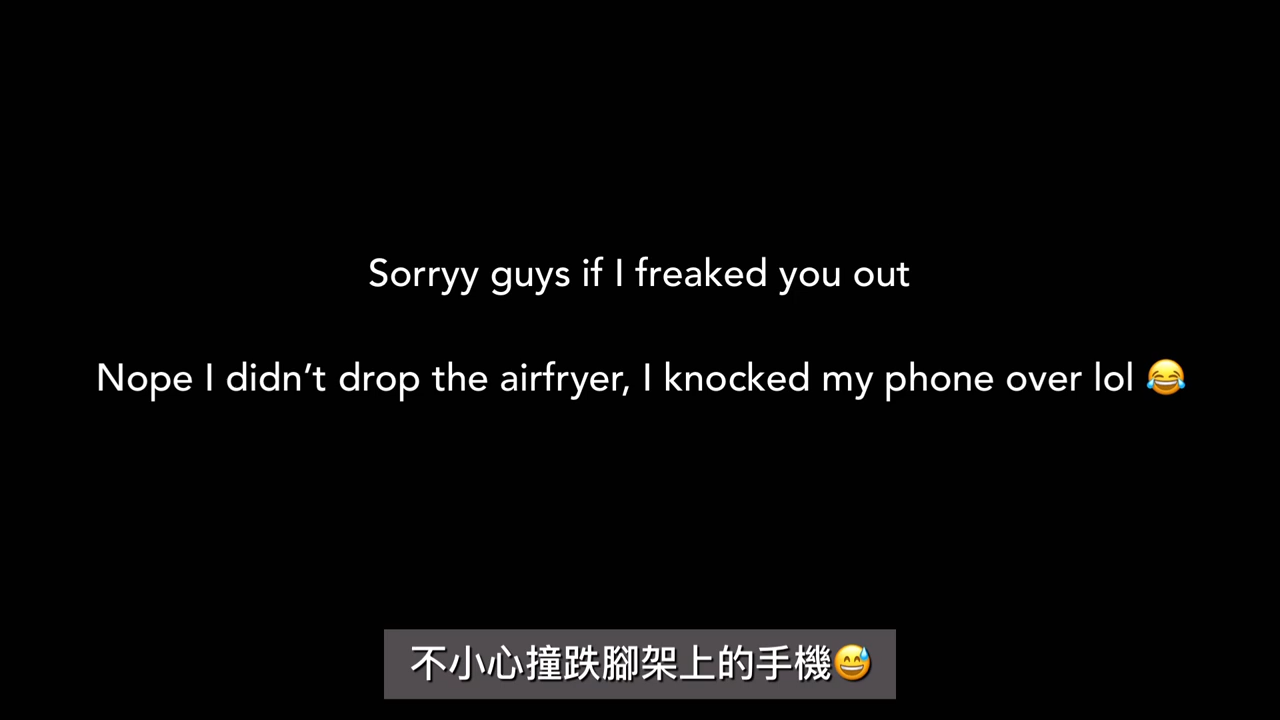 Sorryy guys if I freaked you out
Nope I didn’t drop the airfryer, I knocked my phone over lol 😂
不小心撞跌腳架上的手機😅